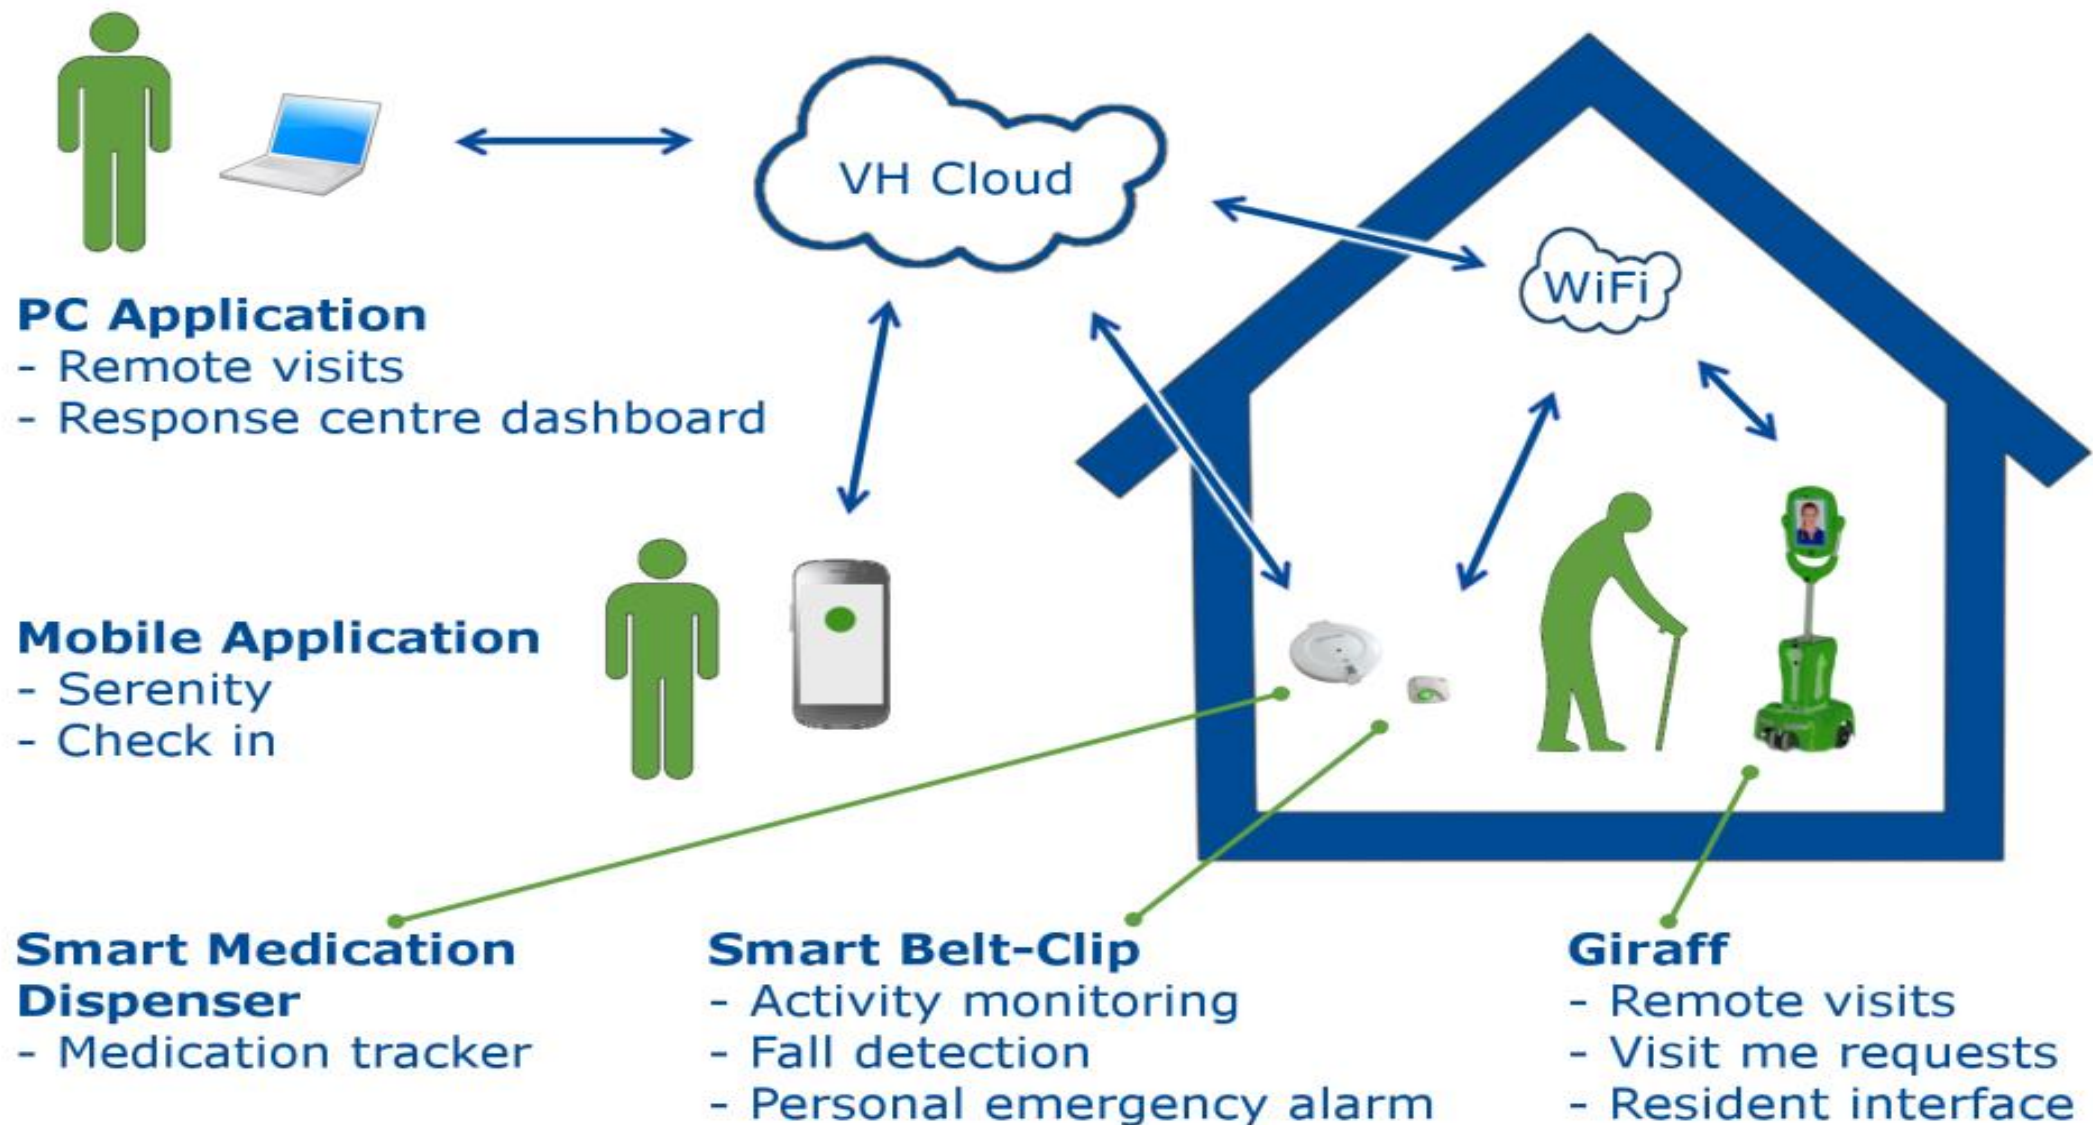 VH Cloud
WiFi
PC Application
- Remote visits
- Response centre dashboard
Mobile Application
- Serenity
- Check in
Smart Medication
Dispenser
- Medication tracker
Smart Belt-Clip
- Activity monitoring
- Fall detection
- Personal emergency alarm
Giraff
- Remote visits
- Visit me requests
- Resident interface